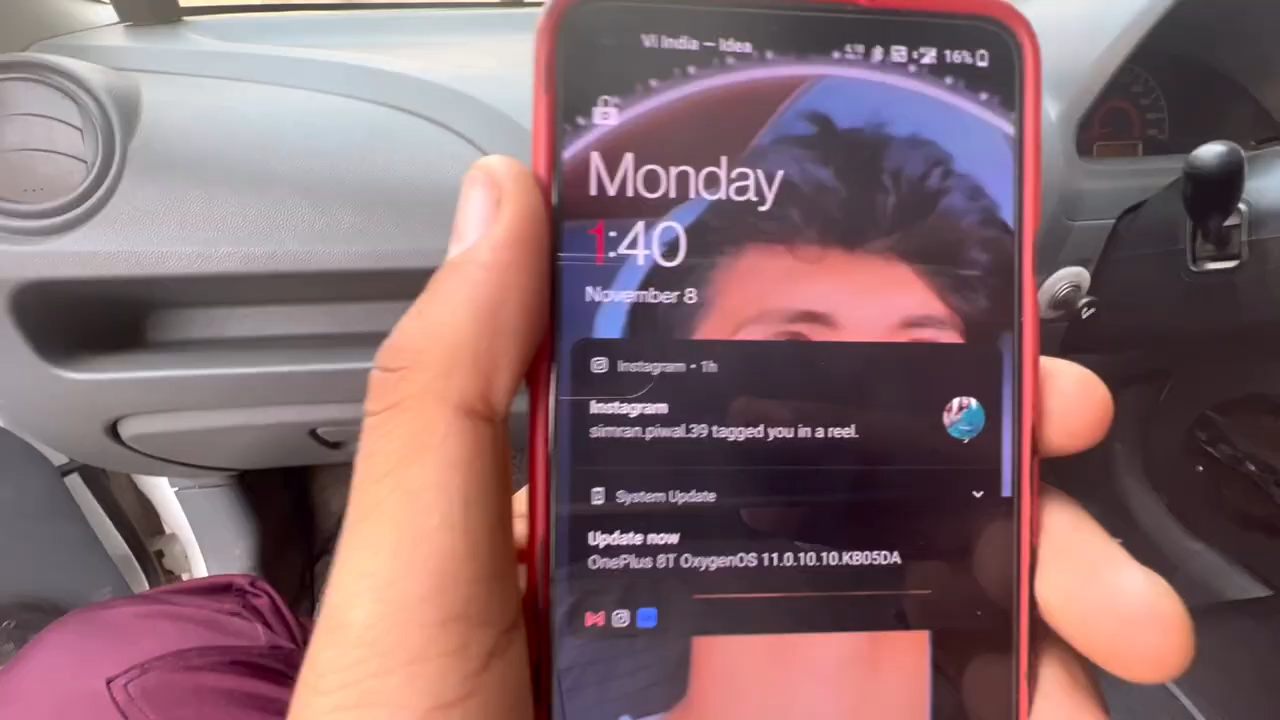 Vi India — Idea
16%
Monday
1:40
November 8
Instagram • 1h
Instagram
simran.piwal.39 tagged you in a reel.
System Update
Update now
OnePlus 8T OxygenOS 11.0.10.10.KB05DA